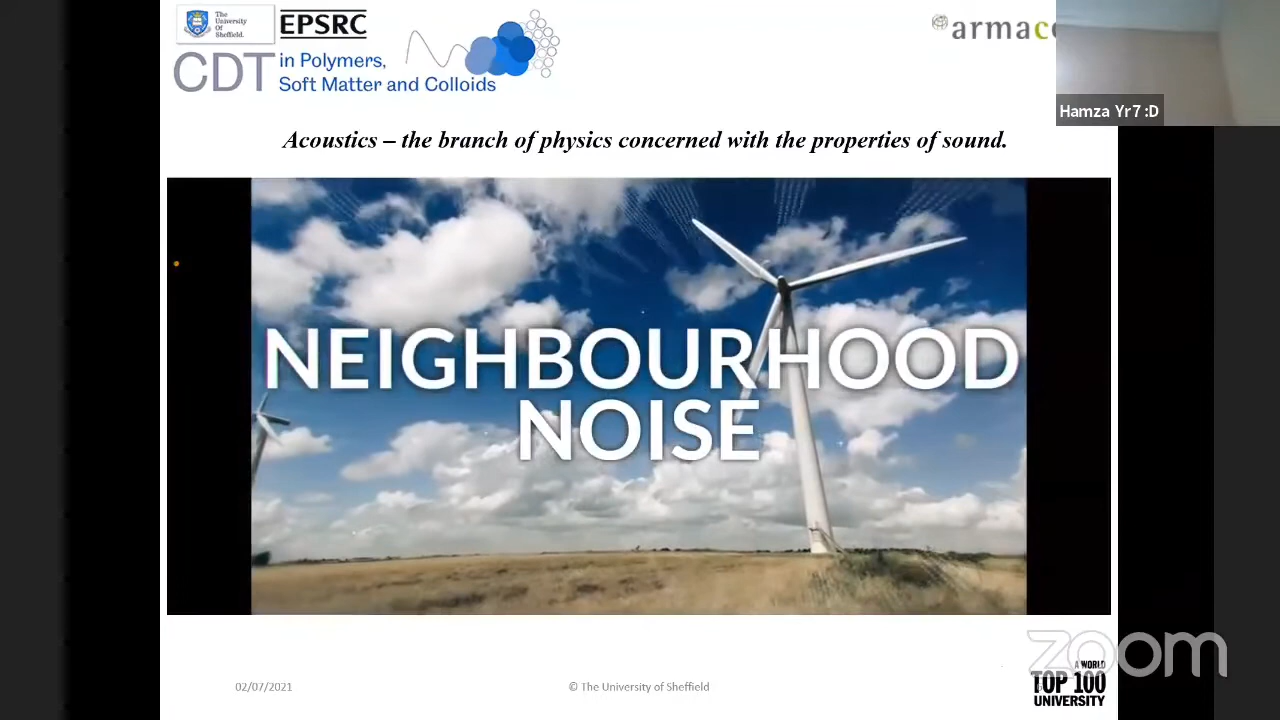 The
University
Of
Sheffield.
EPSRC
CDT
in Polymers,
Soft Matter and Colloids
Hamza Yr7 :D
Acoustics – the branch of physics concerned with the properties of sound.
NEIGHBOURHOOD
NOISE
zoom
02/07/2021
© The University of Sheffield
A WORLD
TOP 100
UNIVERSITY